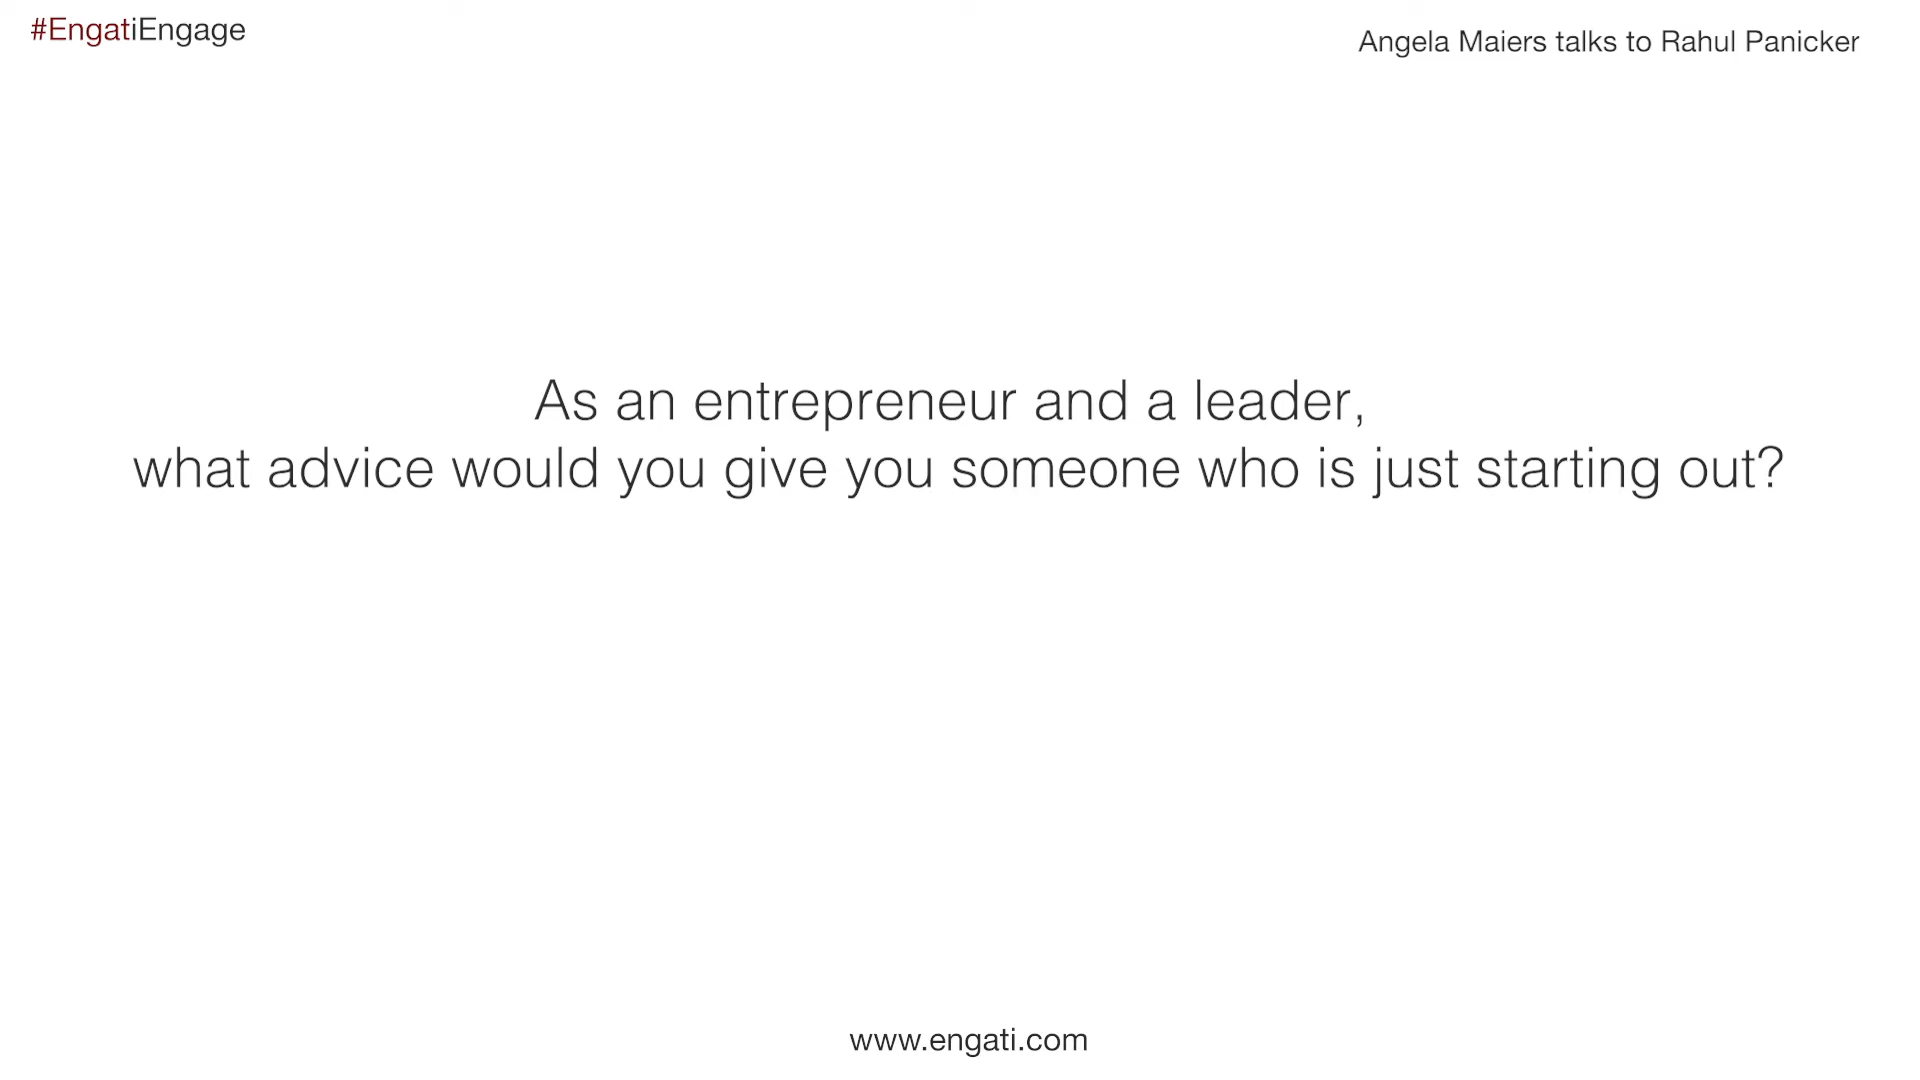 #EngatiEngage
Angela Maiers talks to Rahul Panicker
As an entrepreneur and a leader,
what advice would you give you someone who is just starting out?
www.engati.com